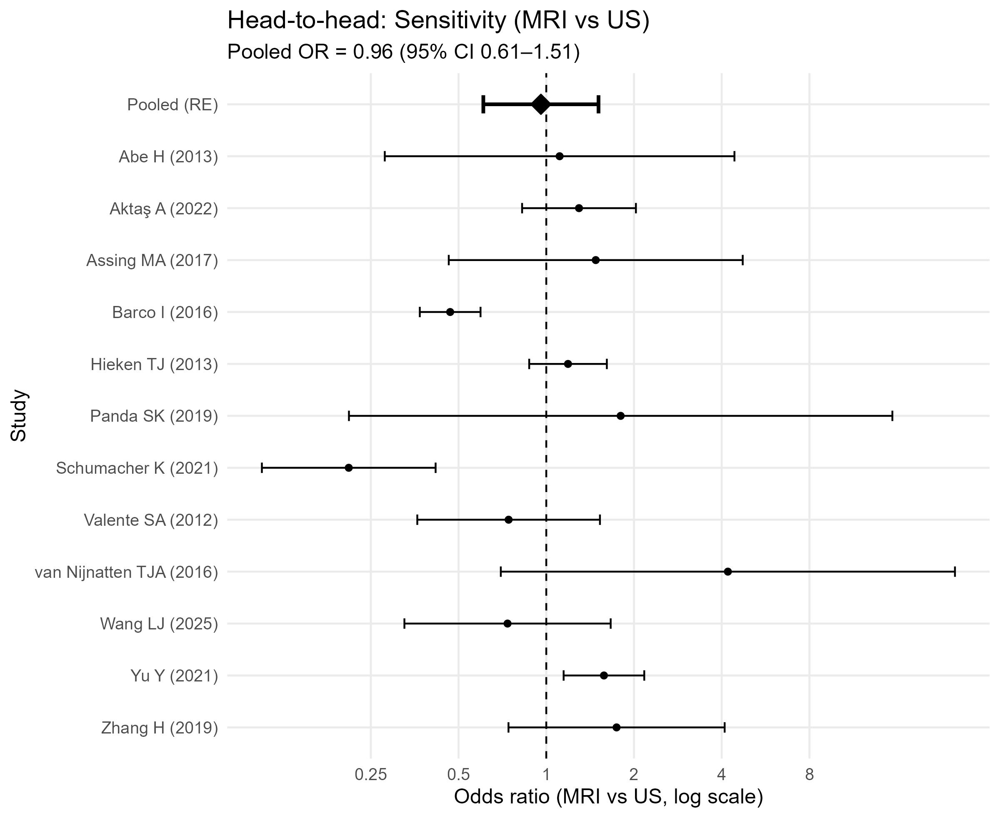 Head-to-head: Sensitivity (MRI vs US)
Pooled OR = 0.96 (95% CI 0.61–1.51)
Study
Pooled (RE)
Abe H (2013)
Aktaş A (2022)
Assing MA (2017)
Barco I (2016)
Hieken TJ (2013)
Panda SK (2019)
Schumacher K (2021)
Valente SA (2012)
van Nijnatten TJA (2016)
Wang LJ (2025)
Yu Y (2021)
Zhang H (2019)
0.25 0.5 1 2 4 8
Odds ratio (MRI vs US, log scale)